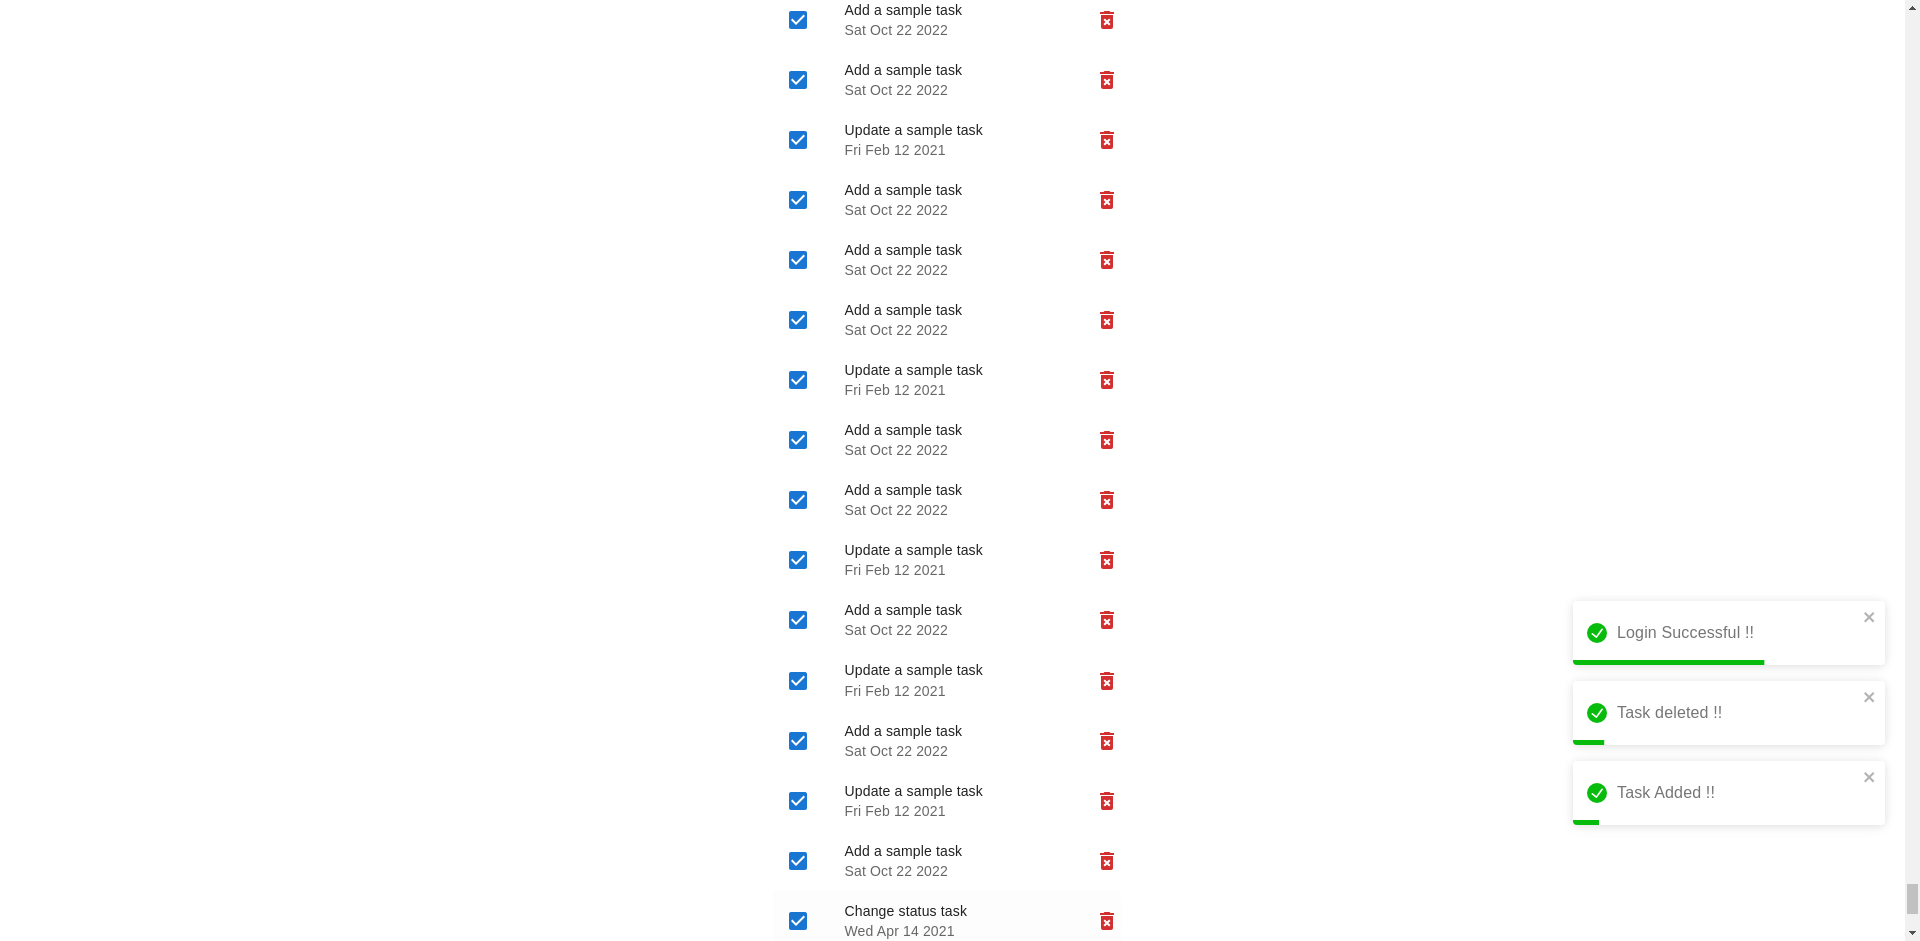 Add a sample task
Sat Oct 22 2022
Add a sample task
Sat Oct 22 2022
Update a sample task
Fri Feb 12 2021
Add a sample task
Sat Oct 22 2022
Add a sample task
Sat Oct 22 2022
Add a sample task
Sat Oct 22 2022
Update a sample task
Fri Feb 12 2021
Add a sample task
Sat Oct 22 2022
Add a sample task
Sat Oct 22 2022
Update a sample task
Fri Feb 12 2021
Add a sample task
Sat Oct 22 2022
Update a sample task
Fri Feb 12 2021
Add a sample task
Sat Oct 22 2022
Update a sample task
Fri Feb 12 2021
Add a sample task
Sat Oct 22 2022
Change status task
Wed Apr 14 2021
Login Successful !!
Task deleted !!
Task Added !!